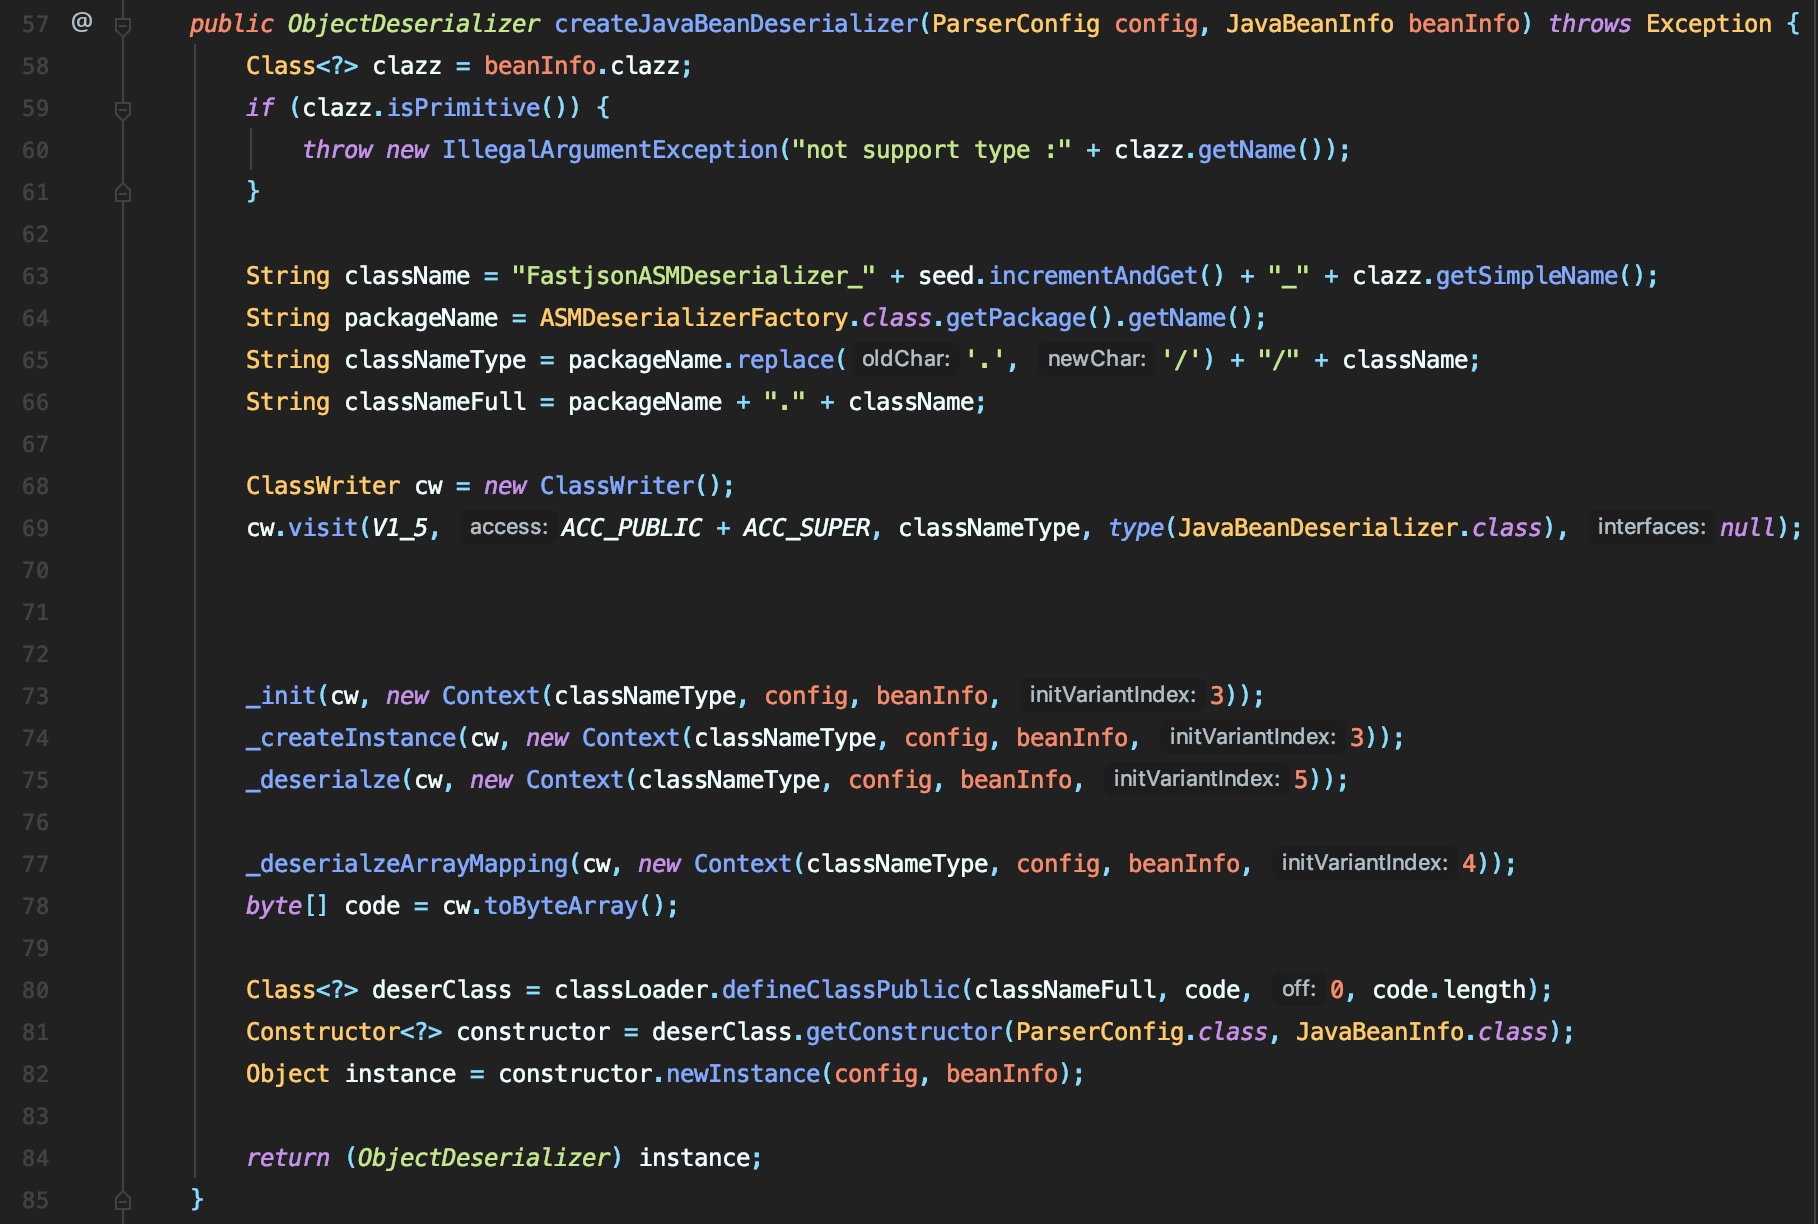 57 @ public ObjectDeserializer createJavaBeanDeserializer(ParserConfig config, JavaBeanInfo beanInfo) throws Exception {
58 Class<?> clazz = beanInfo.clazz;
59 if (clazz.isPrimitive()) {
60 throw new IllegalArgumentException("not support type :" + clazz.getName());
61 }
62
63 String className = "FastjsonASMDeserializer_" + seed.incrementAndGet() + "_" + clazz.getSimpleName();
64 String packageName = ASMDeserializerFactory.class.getPackage().getName();
65 String classNameType = packageName.replace( oldChar: '.', newChar: '/') + "/" + className;
66 String classNameFull = packageName + "." + className;
67
68 ClassWriter cw = new ClassWriter();
69 cw.visit(V1_5, access: ACC_PUBLIC + ACC_SUPER, classNameType, type(JavaBeanDeserializer.class), interfaces: null);
70
71
72
73 _init(cw, new Context(classNameType, config, beanInfo, initVariantIndex: 3));
74 _createInstance(cw, new Context(classNameType, config, beanInfo, initVariantIndex: 3));
75 _deserialze(cw, new Context(classNameType, config, beanInfo, initVariantIndex: 5));
76
77 _deserialzeArrayMapping(cw, new Context(classNameType, config, beanInfo, initVariantIndex: 4));
78 byte[] code = cw.toByteArray();
79
80 Class<?> deserClass = classLoader.defineClassPublic(classNameFull, code, off: 0, code.length);
81 Constructor<?> constructor = deserClass.getConstructor(ParserConfig.class, JavaBeanInfo.class);
82 Object instance = constructor.newInstance(config, beanInfo);
83
84 return (ObjectDeserializer) instance;
85 }